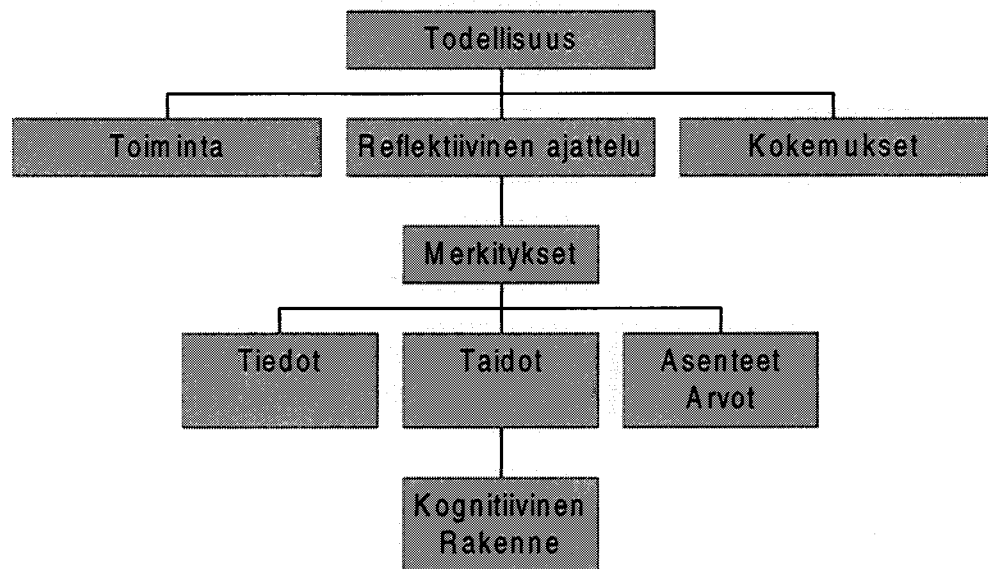 Todellisuus
Toiminta
Reflektiivinen ajattelu
Kokemukset
Merkitykset
Tiedot
Taidot
Asenteet
Arvot
Kognitiivinen
Rakenne